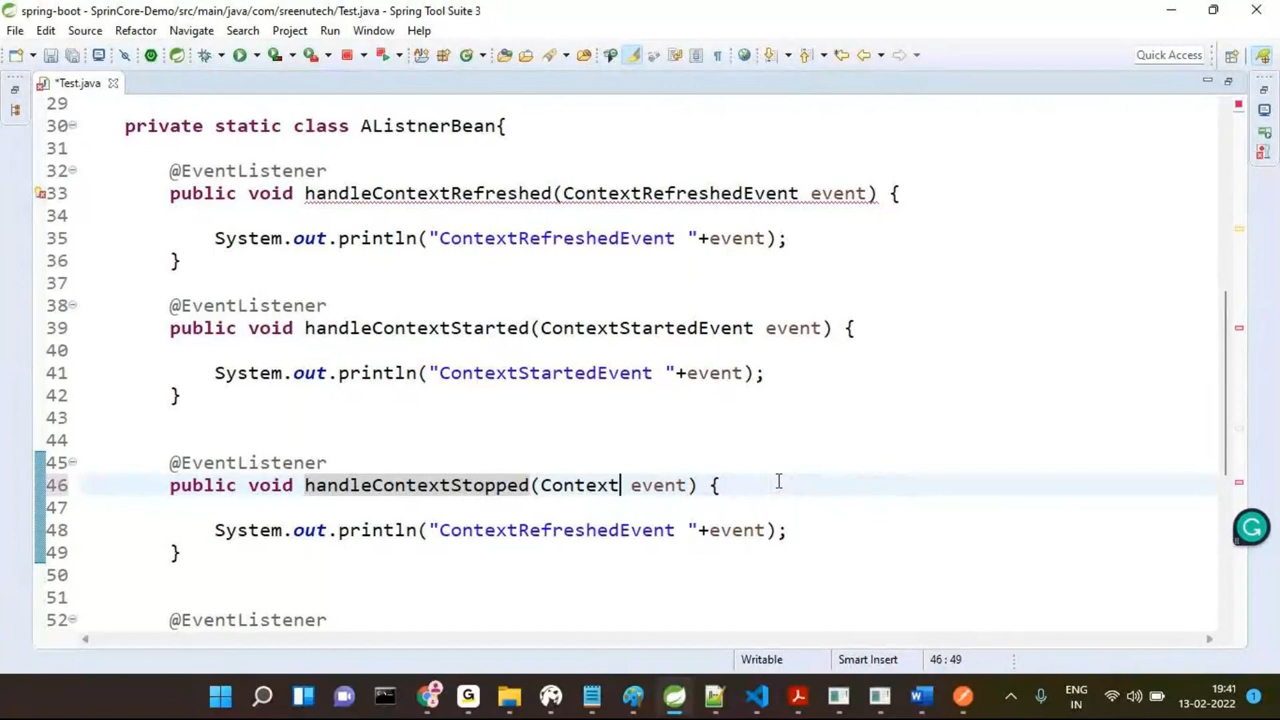 spring-boot - SprinCore-Demo/src/main/java/com/sreenutech/Test.java - Spring Tool Suite 3
File Edit Source Refactor Navigate Search Project Run Window Help
Quick Access
*Test.java
29
30 private static class AListnerBean{
31
32 @EventListener
33 public void handleContextRefreshed(ContextRefreshedEvent event) {
34
35 System.out.println("ContextRefreshedEvent "+event);
36 }
37
38 @EventListener
39 public void handleContextStarted(ContextStartedEvent event) {
40
41 System.out.println("ContextStartedEvent "+event);
42 }
43
44
45 @EventListener
46 public void handleContextStopped(Context event) {
47
48 System.out.println("ContextRefreshedEvent "+event);
49 }
50
51
52 @EventListener
Writable Smart Insert 46 : 49
ENG 19:41
IN 13-02-2022